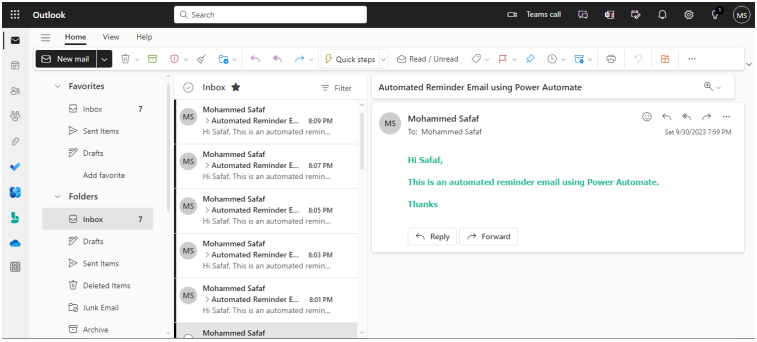 Outlook
Search
Teams call
1
MS
Home View Help
New mail
Quick steps
Read / Unread
Favorites
Inbox 7
Sent Items
Drafts
Add favorite
Folders
Inbox 7
Drafts
Sent Items
Deleted Items
Junk Email
Archive
Inbox
Filter
MS
Mohammed Safaf
Automated Reminder E... 8:09 PM
Hi Safaf, This is an automated remin...
MS
Mohammed Safaf
Automated Reminder E... 8:07 PM
Hi Safaf, This is an automated remin...
MS
Mohammed Safaf
Automated Reminder E... 8:05 PM
Hi Safaf, This is an automated remin...
MS
Mohammed Safaf
Automated Reminder E... 8:03 PM
Hi Safaf, This is an automated remin...
MS
Mohammed Safaf
Automated Reminder E... 8:01 PM
Hi Safaf, This is an automated remin...
Mohammed Safaf
Automated Reminder Email using Power Automate
MS
Mohammed Safaf
To: Mohammed Safaf
Sat 9/30/2023 7:59 PM
Hi Safaf,
This is an automated reminder email using Power Automate.
Thanks
Reply
Forward